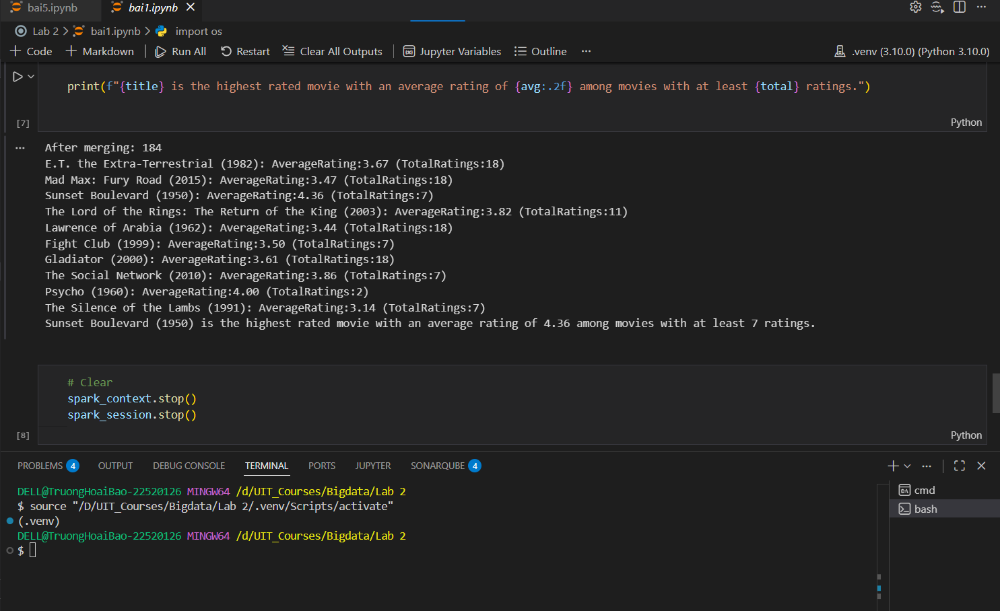 bai5.ipynb bai1.ipynb
Lab 2 > bai1.ipynb > import os
Code Markdown Run All Restart Clear All Outputs Jupyter Variables Outline ... .venv (3.10.0) (Python 3.10.0)
print(f"{title} is the highest rated movie with an average rating of {avg:.2f} among movies with at least {total} ratings.")
[7] Python
After merging: 184
E.T. the Extra-Terrestrial (1982): AverageRating:3.67 (TotalRatings:18)
Mad Max: Fury Road (2015): AverageRating:3.47 (TotalRatings:18)
Sunset Boulevard (1950): AverageRating:4.36 (TotalRatings:7)
The Lord of the Rings: The Return of the King (2003): AverageRating:3.82 (TotalRatings:11)
Lawrence of Arabia (1962): AverageRating:3.44 (TotalRatings:18)
Fight Club (1999): AverageRating:3.50 (TotalRatings:7)
Gladiator (2000): AverageRating:3.61 (TotalRatings:18)
The Social Network (2010): AverageRating:3.86 (TotalRatings:7)
Psycho (1960): AverageRating:4.00 (TotalRatings:2)
The Silence of the Lambs (1991): AverageRating:3.14 (TotalRatings:7)
Sunset Boulevard (1950) is the highest rated movie with an average rating of 4.36 among movies with at least 7 ratings.
# Clear
spark_context.stop()
spark_session.stop()
[8] Python
PROBLEMS 4 OUTPUT DEBUG CONSOLE TERMINAL PORTS JUPYTER SONARQUBE 4
DELL@TruongHoaiBao-22520126 MINGW64 /d/UIT_Courses/Bigdata/Lab 2
$ source "/D/UIT_Courses/Bigdata/Lab 2/.venv/Scripts/activate"
(.venv)
DELL@TruongHoaiBao-22520126 MINGW64 /d/UIT_Courses/Bigdata/Lab 2
$
cmd
bash